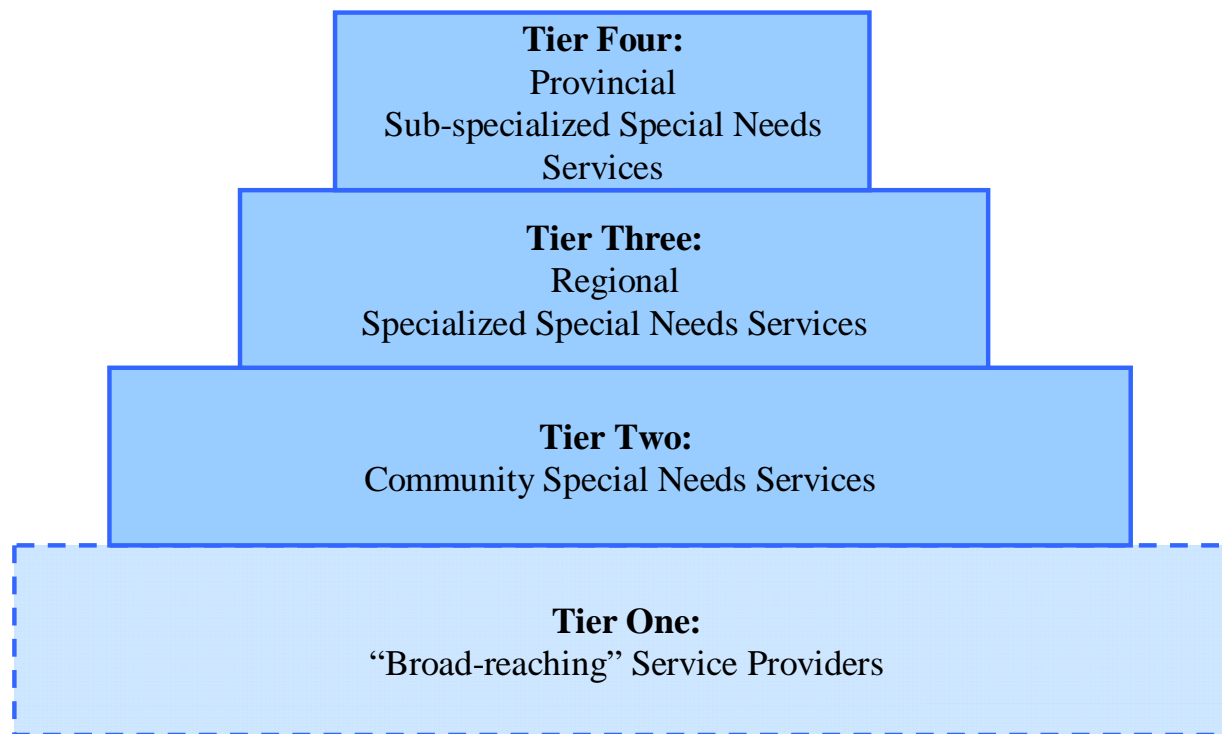 Tier Four:
Provincial
Sub-specialized Special Needs
Services
Tier Three:
Regional
Specialized Special Needs Services
Tier Two:
Community Special Needs Services
Tier One:
“Broad-reaching” Service Providers